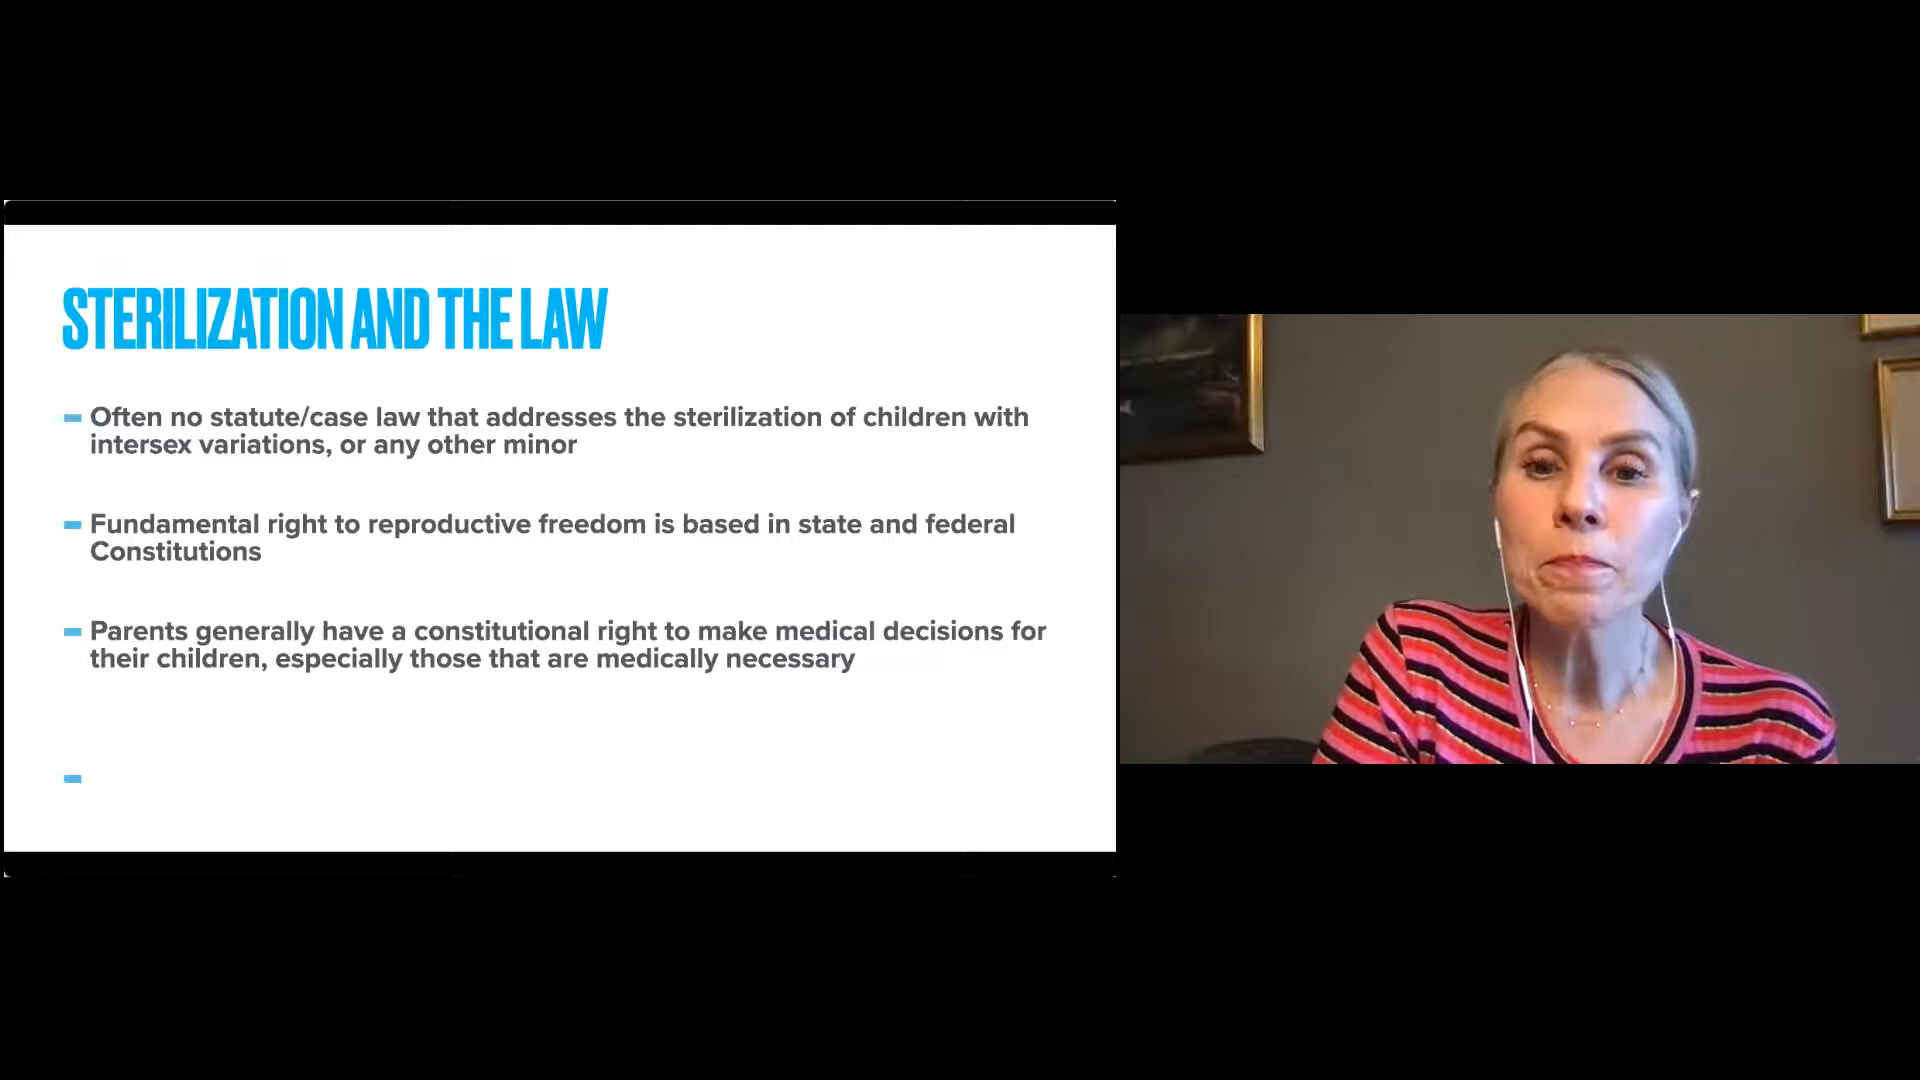 STERILIZATION AND THE LAW
Often no statute/case law that addresses the sterilization of children with
intersex variations, or any other minor
Fundamental right to reproductive freedom is based in state and federal
Constitutions
Parents generally have a constitutional right to make medical decisions for
their children, especially those that are medically necessary